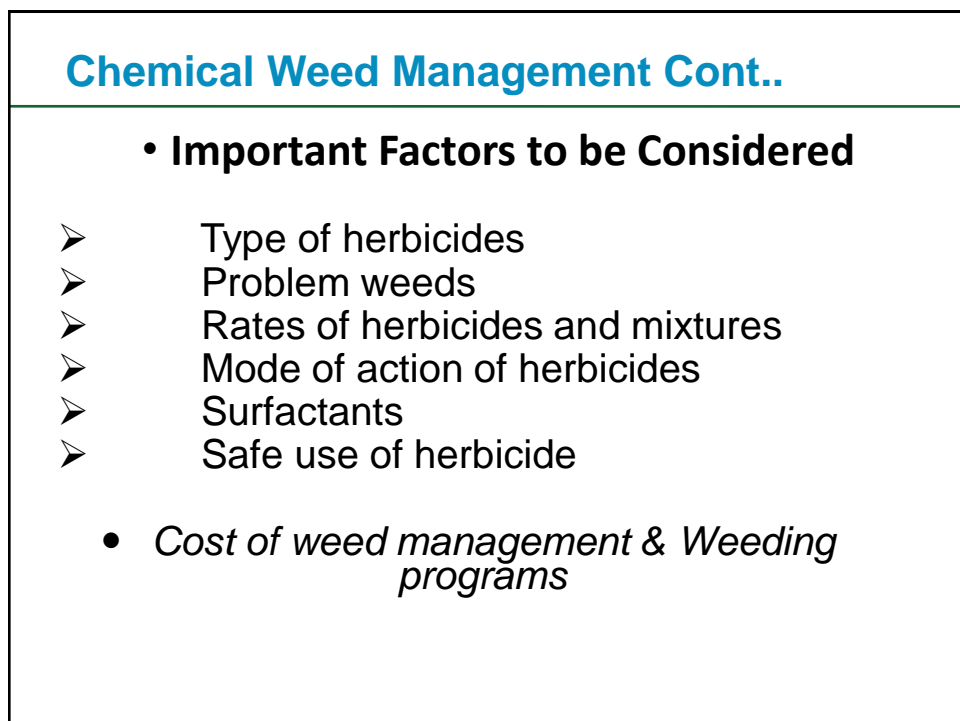 Chemical Weed Management Cont..
• Important Factors to be Considered
➢ Type of herbicides
➢ Problem weeds
➢ Rates of herbicides and mixtures
➢ Mode of action of herbicides
➢ Surfactants
➢ Safe use of herbicide
• Cost of weed management & Weeding
programs